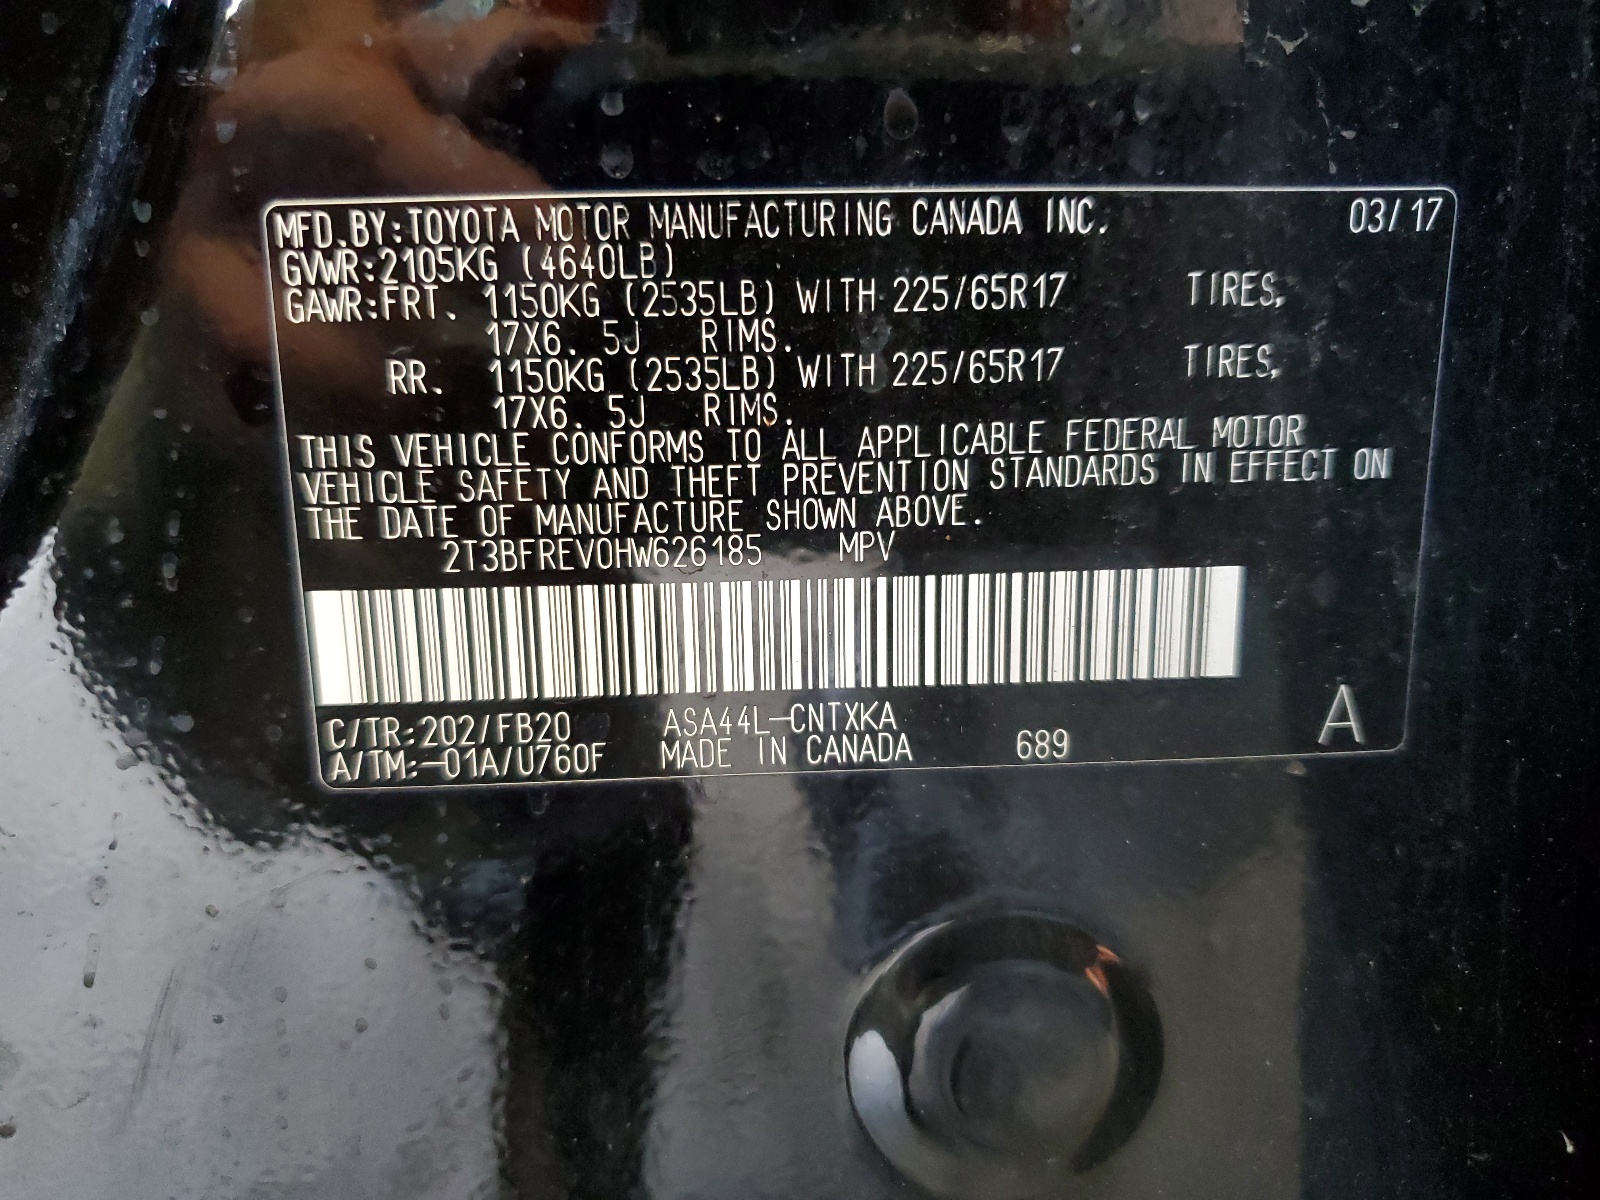 MFD.BY:TOYOTA MOTOR MANUFACTURING CANADA INC. 03/17
GVWR:2105KG (4640LB)
GAWR:FRT. 1150KG (2535LB) WITH 225/65R17 TIRES,
17X6. 5J RIMS.
RR. 1150KG (2535LB) WITH 225/65R17 TIRES,
17X6. 5J RIMS.
THIS VEHICLE CONFORMS TO ALL APPLICABLE FEDERAL MOTOR
VEHICLE SAFETY AND THEFT PREVENTION STANDARDS IN EFFECT ON
THE DATE OF MANUFACTURE SHOWN ABOVE.
2T3BFREV0HW626185 MPV
C/TR:202/FB20 ASA44L-CNTXKA
A/TM:-01A/U760F MADE IN CANADA 689 A